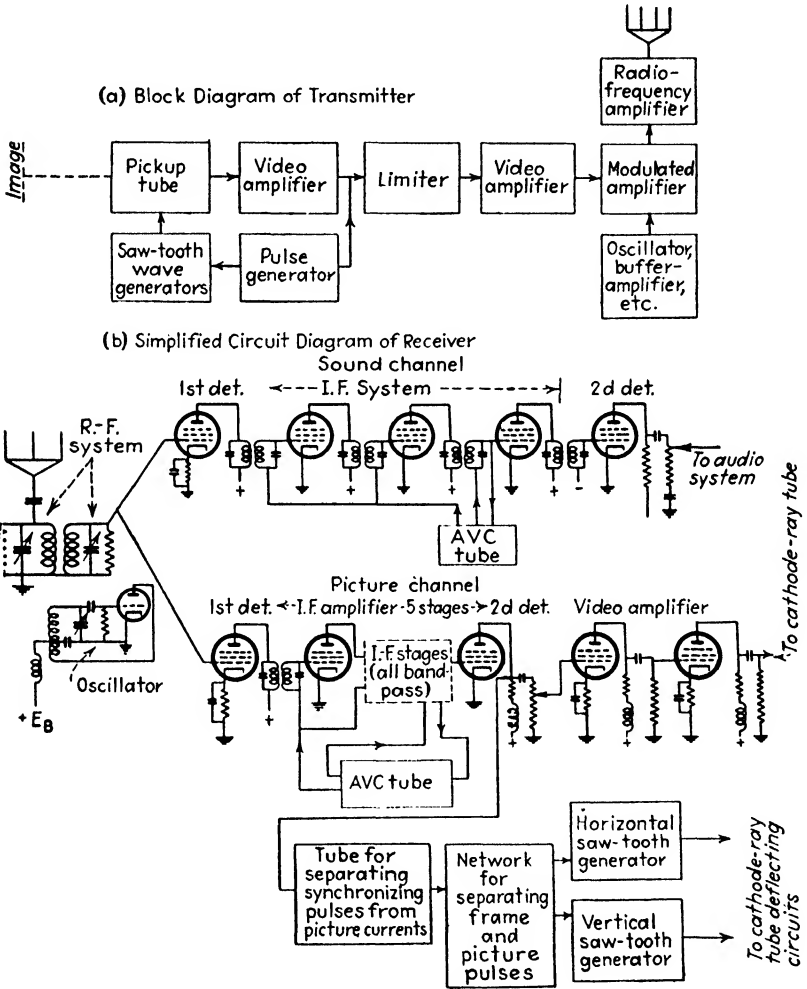 (a) Block Diagram of Transmitter
Image
Pickup
tube
Video
amplifier
Limiter
Video
amplifier
Modulated
amplifier
Radio-
frequency
amplifier
Saw-tooth
wave
generators
Pulse
generator
Oscillator,
buffer-
amplifier,
etc.
(b) Simplified Circuit Diagram of Receiver
Sound channel
1st det.
I.F. System
2d det.
R.-F.
system
+
+
+
+
-
To audio
system
AVC
tube
Oscillator
+ EB
Picture channel
1st det.
I.F. amplifier - 5 stages
2d det.
Video amplifier
I-F. stages
(all band-
pass)
+
+
+
+
To cathode-ray tube
AVC tube
Tube for
separating
synchronizing
pulses from
picture currents
Network
for
separating
frame
and
picture
pulses
Horizontal
saw-tooth
generator
Vertical
saw-tooth
generator
To cathode-ray
tube deflecting
circuits